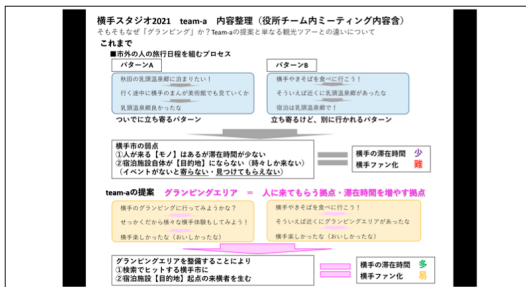 横手スタジオ2021　team-a　内容整理（役所チーム内ミーティング内容含）
そもそもなぜ「グランピング」か？Team-aの提案と単なる観光ツアーとの違いについて
これまで
■市外の人の旅行日程を組むプロセス
パターンA
秋田の乳頭温泉郷に泊まりたい！
行く途中に横手のまんが美術館でも見ていくか
乳頭温泉郷良かったな
ついでに立ち寄るパターン
パターンB
横手やきそばを食べに行こう！
そういえば近くに乳頭温泉郷があったな
宿泊は乳頭温泉郷で！
立ち寄るけど、別に行かれるパターン
横手市の弱点
①人が来る【モノ】はあるが滞在時間が少ない
②宿泊施設自体が【目的地】にならない（時々しか来ない）
（イベントがないと寄らない・見つけてもらえない）
横手の滞在時間　少
横手ファン化　難
team-aの提案　グランピングエリア　＝　人に来てもらう拠点・滞在時間を増やす拠点
横手のグランピングに行ってみようかな？
せっかくだから様々な横手体験もしてみよう！
横手楽しかったな（おいしかったな）
横手やきそばを食べに行こう！
そういえば近くにグランピングエリアがあったな
横手楽しかったな（おいしかったな）
グランピングエリアを整備することにより
①検索でヒットする横手市に
②宿泊施設【目的地】起点の来横者を生む
横手の滞在時間　多
横手ファン化　易